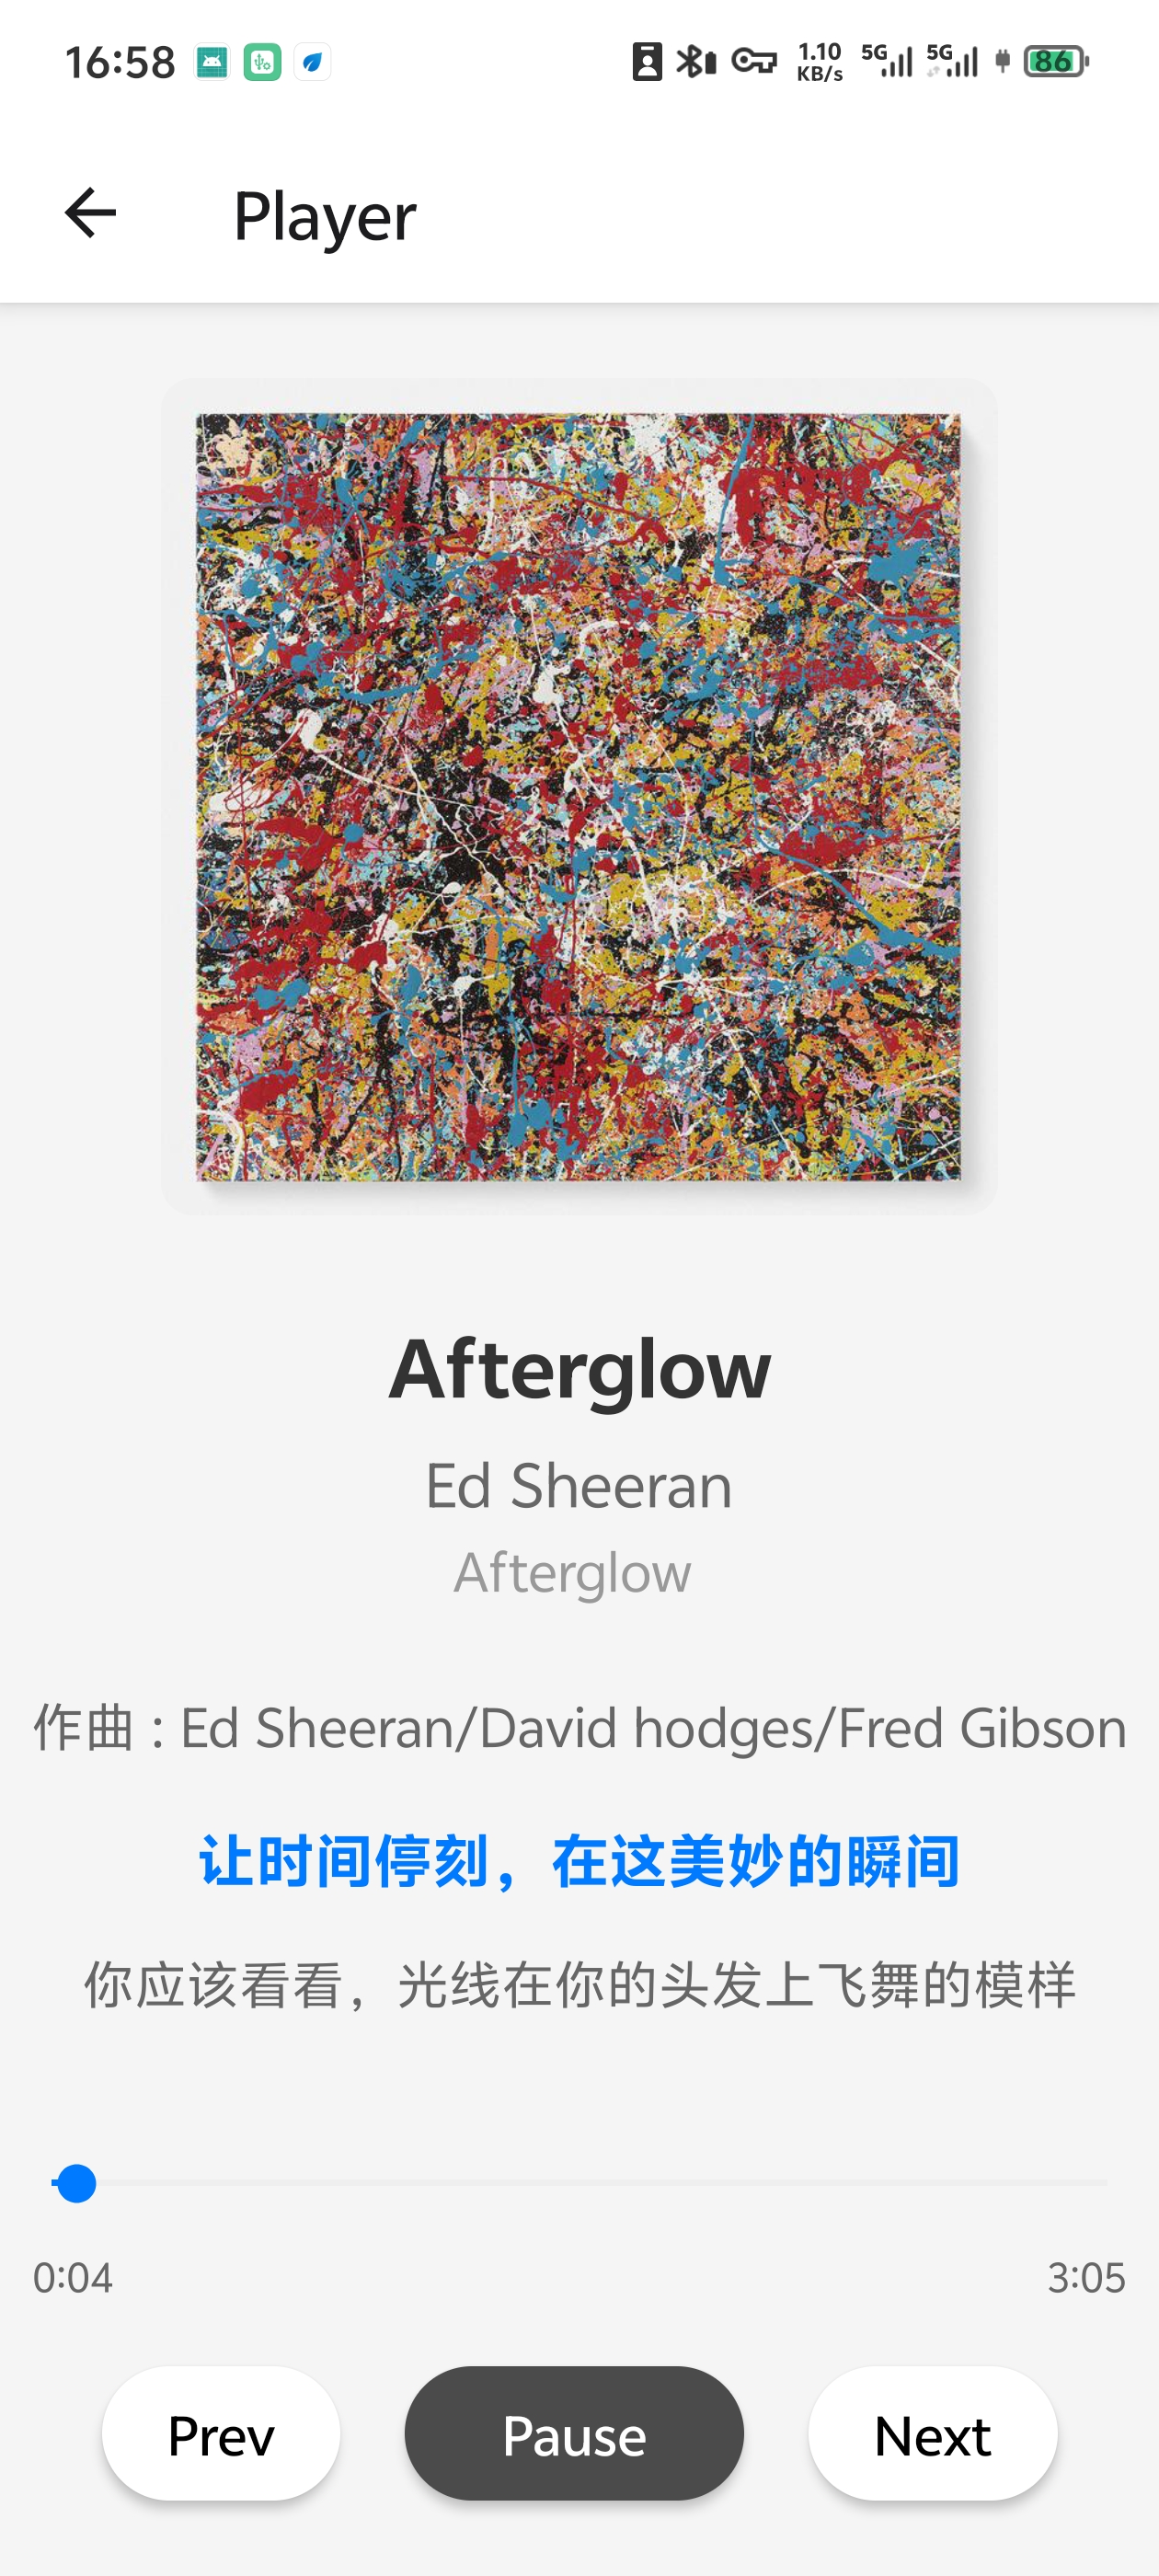 16:58
1.10
KB/s
5G
5G
86
Player
Afterglow
Ed Sheeran
Afterglow
作曲 : Ed Sheeran/David hodges/Fred Gibson
让时间停刻，在这美妙的瞬间
你应该看看，光线在你的头发上飞舞的模样
0:04
3:05
Prev
Pause
Next